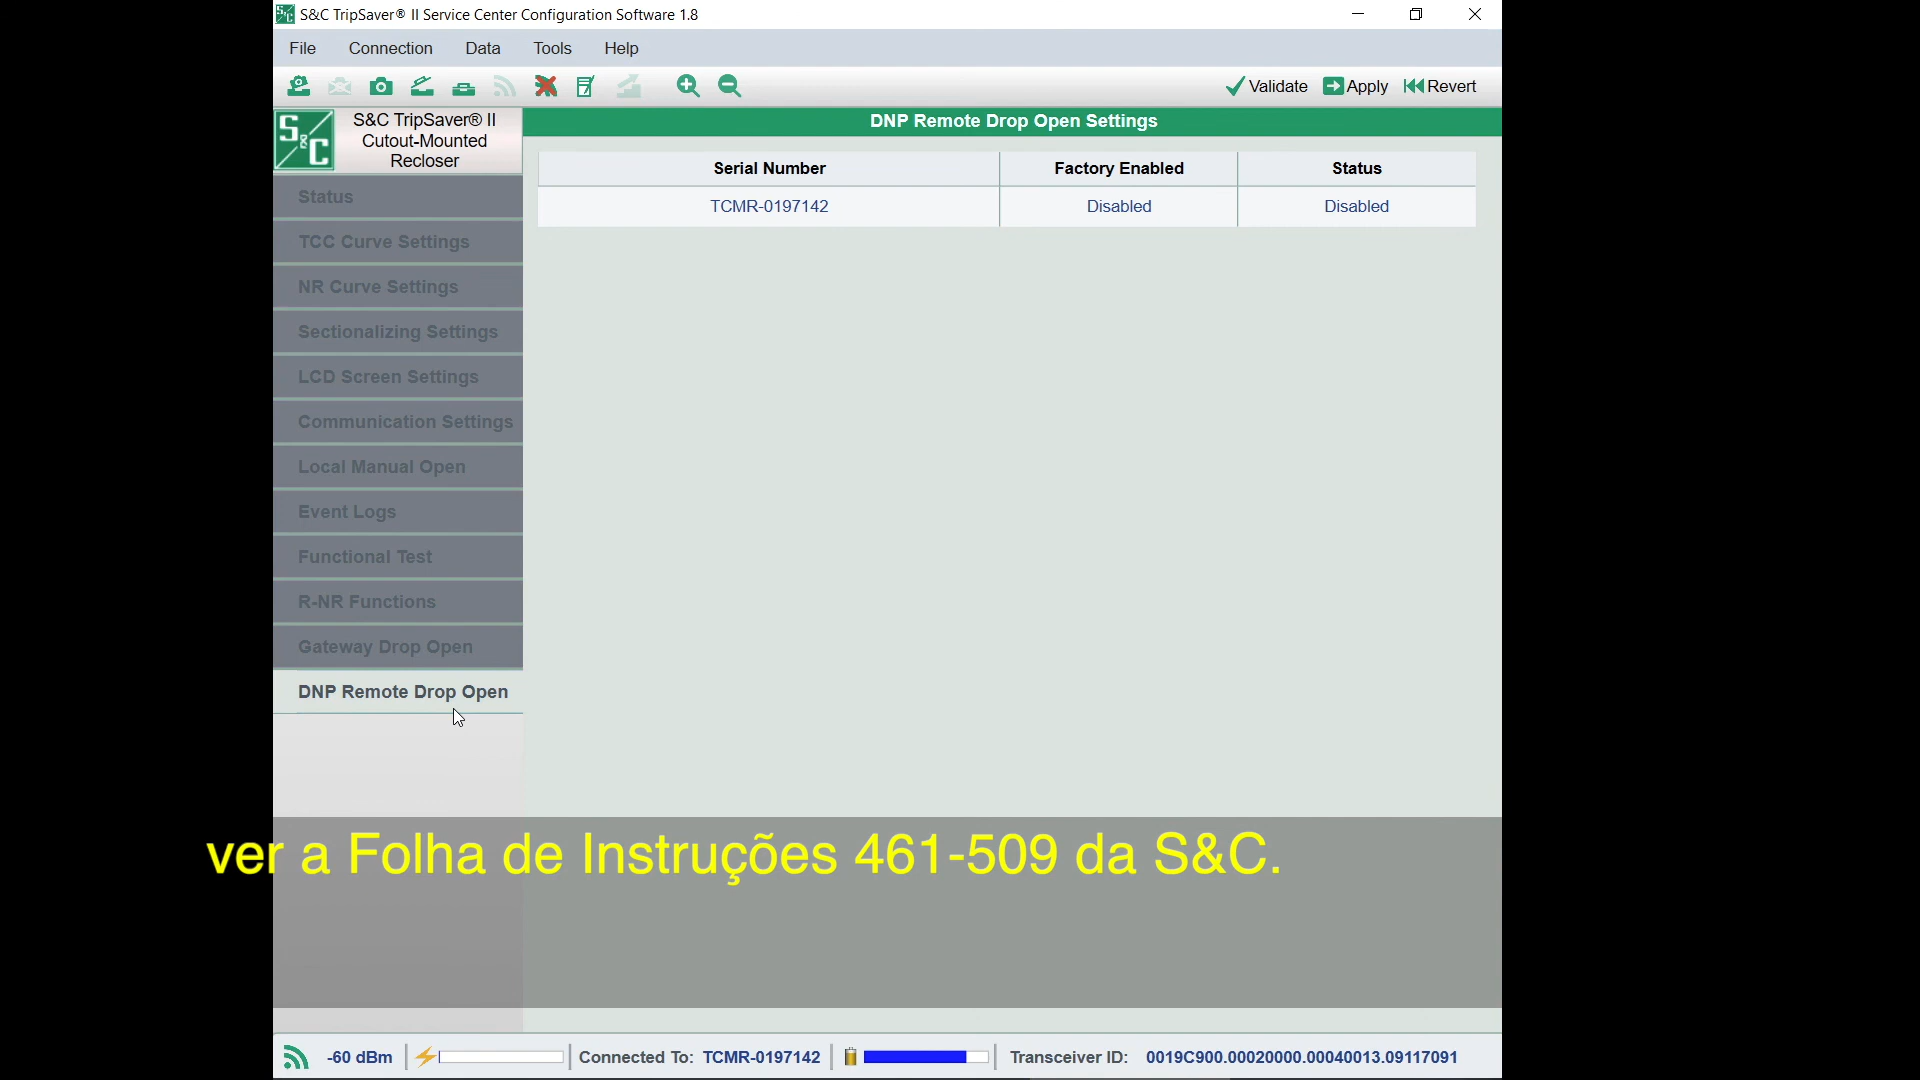 S&C TripSaver® II Service Center Configuration Software 1.8
File Connection Data Tools Help
Validate Apply Revert
S&C
S&C TripSaver® II
Cutout-Mounted
Recloser
DNP Remote Drop Open Settings
Serial Number Factory Enabled Status
TCMR-0197142 Disabled Disabled
Status
TCC Curve Settings
NR Curve Settings
Sectionalizing Settings
LCD Screen Settings
Communication Settings
Local Manual Open
Event Logs
Functional Test
R-NR Functions
Gateway Drop Open
DNP Remote Drop Open
ver a Folha de Instruções 461-509 da S&C.
-60 dBm Connected To: TCMR-0197142 Transceiver ID: 0019C900.00020000.00040013.09117091